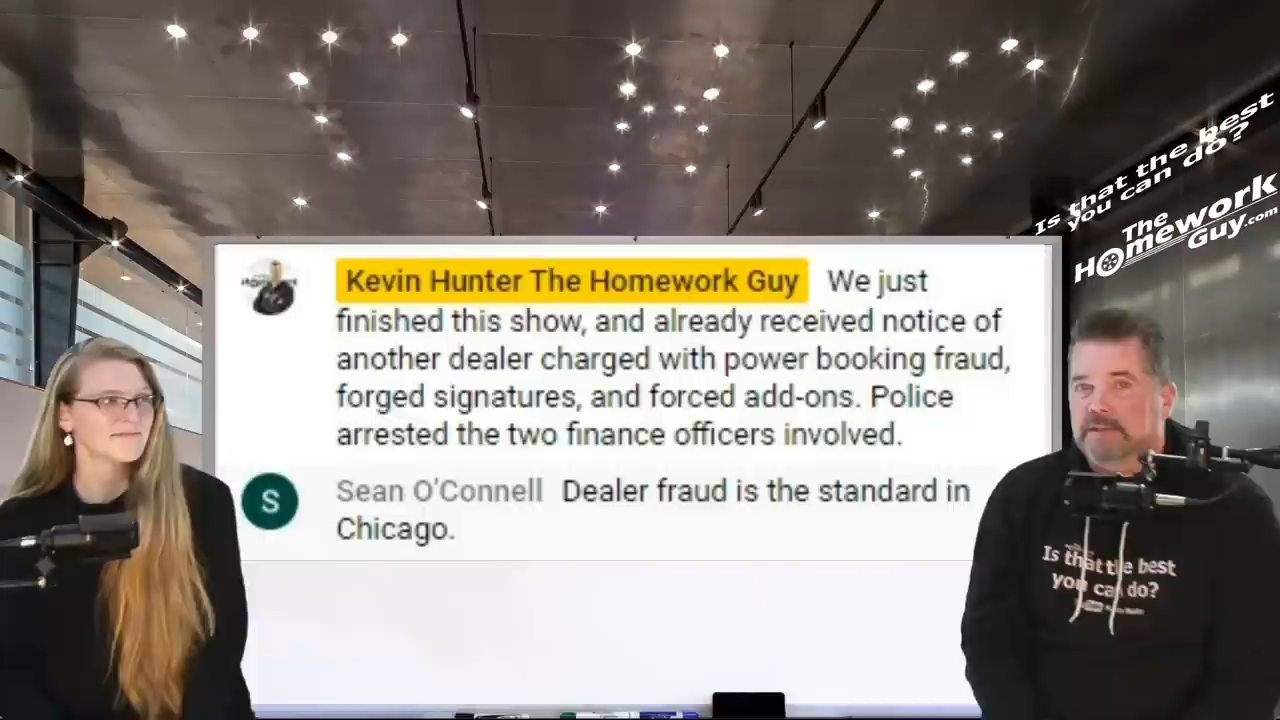 Is that the best
you can do?
The
Homework
Guy.com
Kevin Hunter The Homework Guy We just
finished this show, and already received notice of
another dealer charged with power booking fraud,
forged signatures, and forced add-ons. Police
arrested the two finance officers involved.
S
Sean O'Connell Dealer fraud is the standard in
Chicago.
Is that the best
you can do?